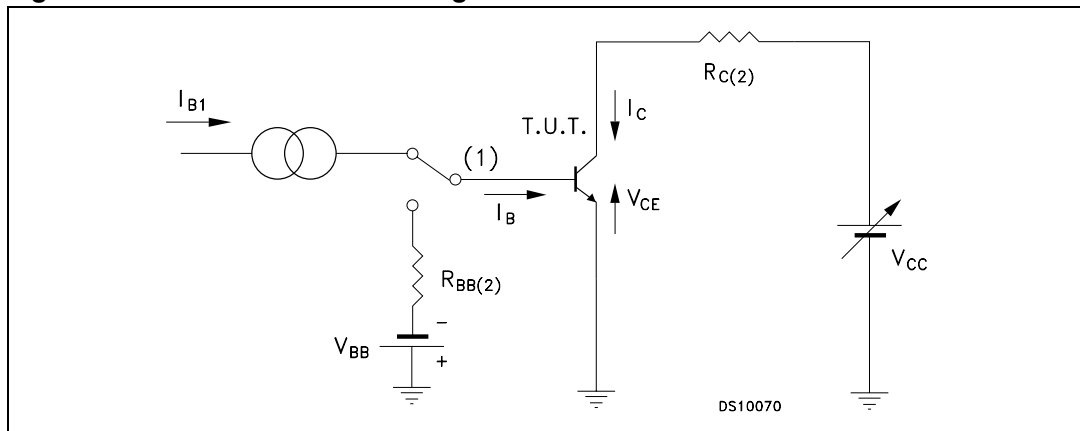 R_C(2)
I_B1
I_C
T.U.T.
(1)
I_B
V_CE
V_CC
R_BB(2)
V_BB
−
+
DS10070